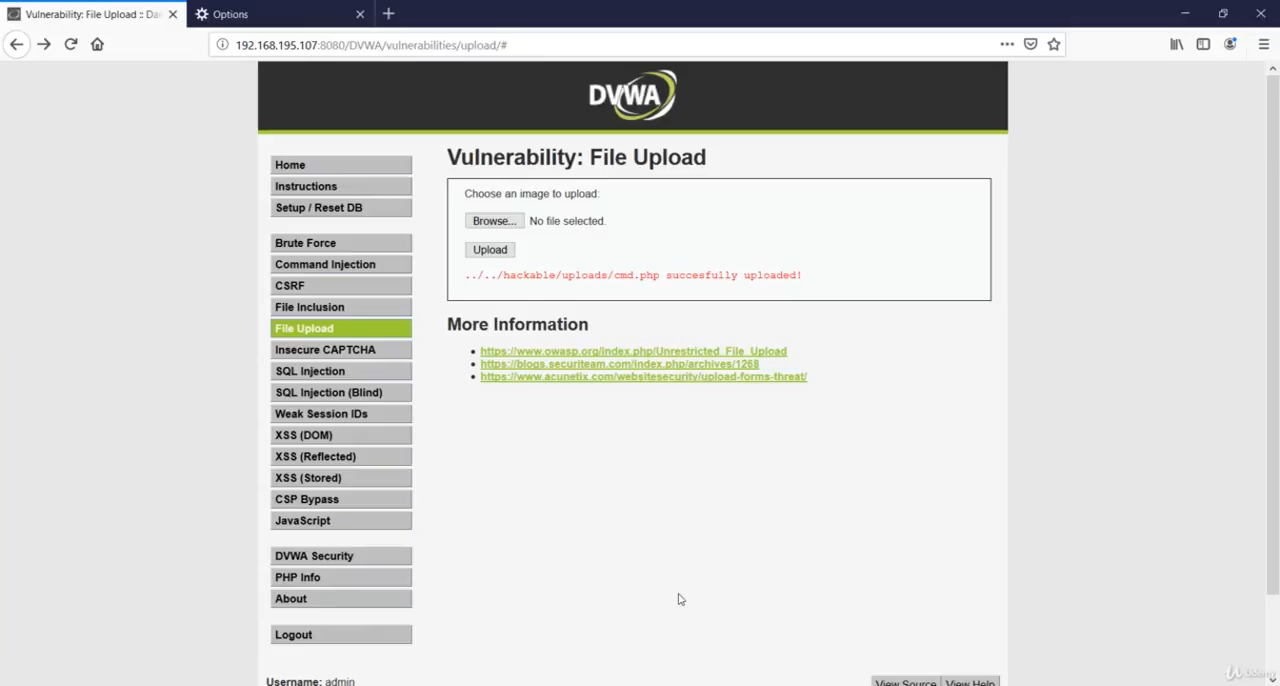 Vulnerability: File Upload :: Da
Options
192.168.195.107:8080/DVWA/vulnerabilities/upload/#
DVWA
Home
Instructions
Setup / Reset DB
Brute Force
Command Injection
CSRF
File Inclusion
File Upload
Insecure CAPTCHA
SQL Injection
SQL Injection (Blind)
Weak Session IDs
XSS (DOM)
XSS (Reflected)
XSS (Stored)
CSP Bypass
JavaScript
DVWA Security
PHP Info
About
Logout
Username: admin
Vulnerability: File Upload
Choose an image to upload:
Browse... No file selected.
Upload
../../hackable/uploads/cmd.php succesfully uploaded!
More Information
https://www.owasp.org/index.php/Unrestricted_File_Upload
https://blogs.securiteam.com/index.php/archives/1268
https://www.acunetix.com/websitesecurity/upload-forms-threat/
View Source View Help
Udemy